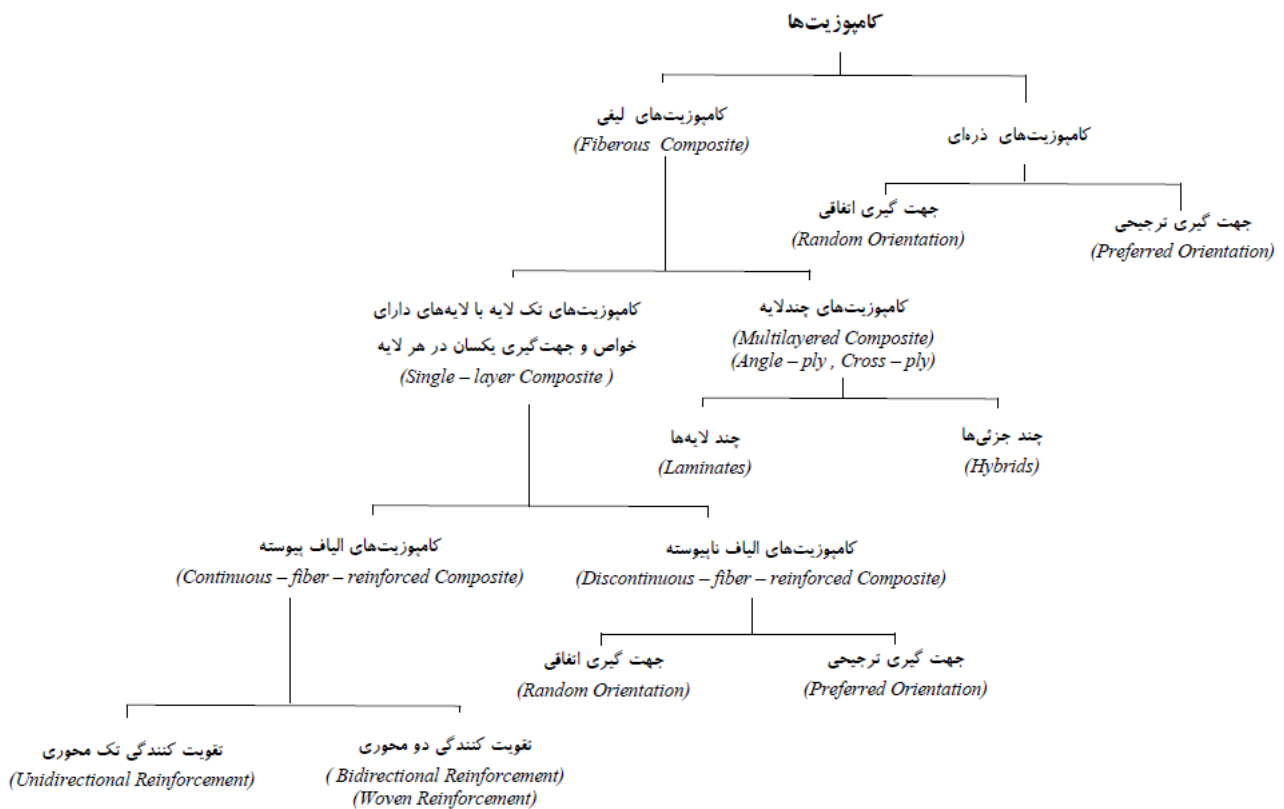 کامپوزیت‌ها
کامپوزیت‌های لیفی
(Fiberous Composite)
کامپوزیت‌های ذره‌ای
جهت گیری اتفاقی
(Random Orientation)
جهت گیری ترجیحی
(Preferred Orientation)
کامپوزیت‌های تک لایه با لایه‌های دارای
خواص و جهت‌گیری یکسان در هر لایه
(Single – layer Composite )
کامپوزیت‌های چندلایه
(Multilayered Composite)
(Angle – ply , Cross – ply)
چند لایه‌ها
(Laminates)
چند جزئی‌ها
(Hybrids)
کامپوزیت‌های الیاف پیوسته
(Continuous – fiber – reinforced Composite)
کامپوزیت‌های الیاف ناپیوسته
(Discontinuous – fiber – reinforced Composite)
جهت گیری اتفاقی
(Random Orientation)
جهت گیری ترجیحی
(Preferred Orientation)
تقویت کنندگی تک محوری
(Unidirectional Reinforcement)
تقویت کنندگی دو محوری
( Bidirectional Reinforcement)
(Woven Reinforcement)